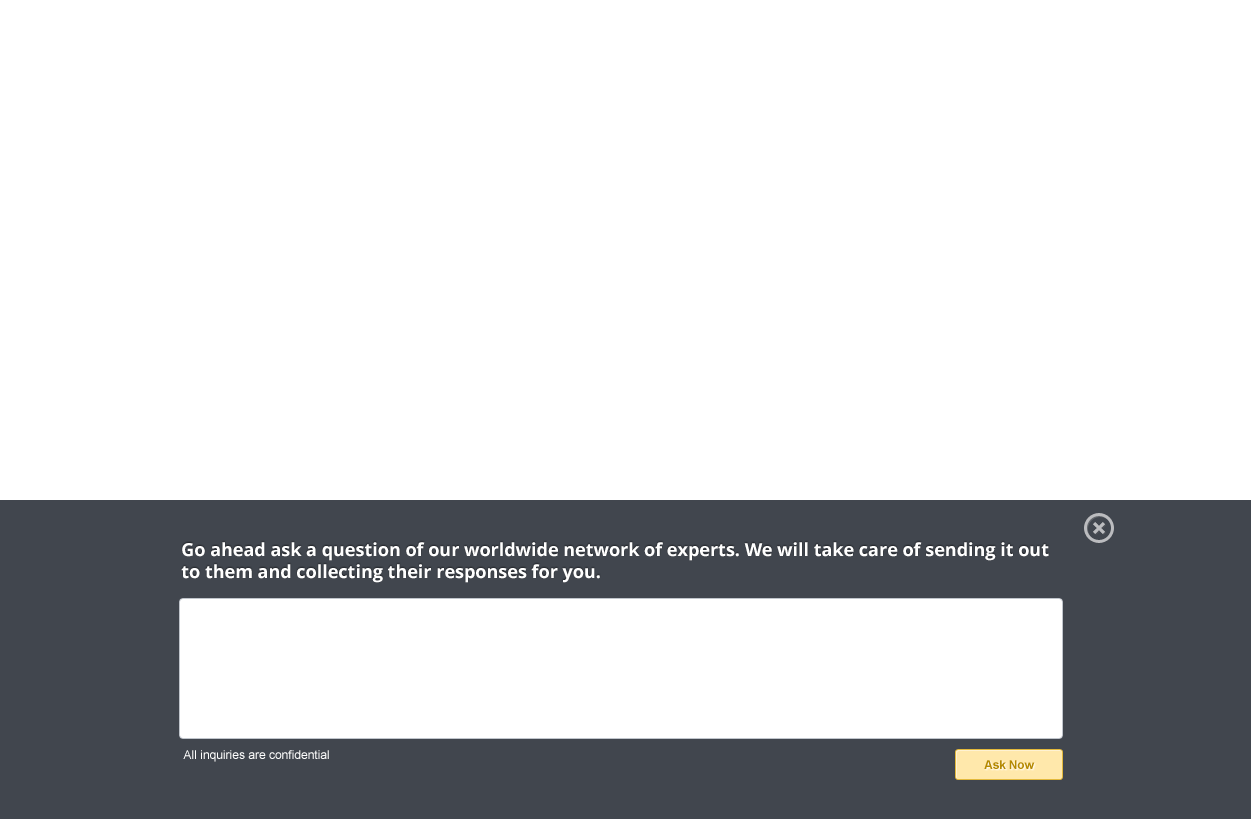 Go ahead ask a question of our worldwide network of experts. We will take care of sending it out
to them and collecting their responses for you.
All inquiries are confidential
Ask Now